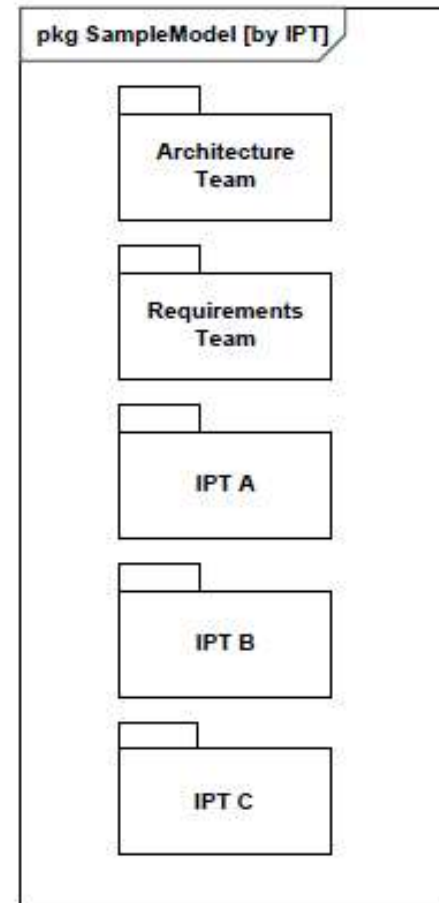 pkg SampleModel [by IPT]
Architecture
Team
Requirements
Team
IPT A
IPT B
IPT C